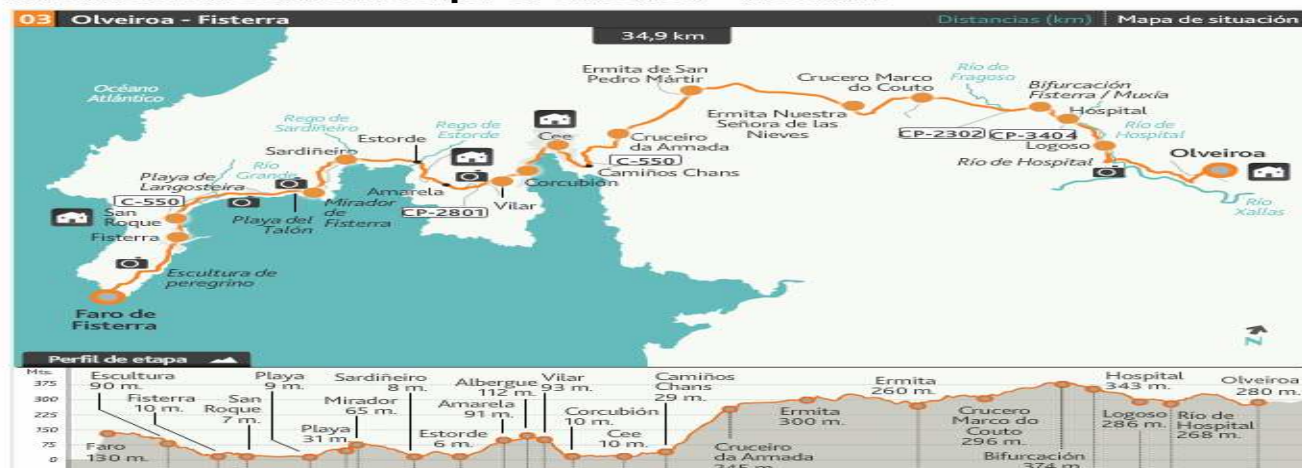 03 Olveiroa - Fisterra
Distancias (km) Mapa de situación
34,9 km
Océano
Atlántico
Ermita de San
Pedro Mártir
Crucero Marco
do Couto
Río do
Fragoso
Bifurcación
Fisterra / Muxía
Hospital
Ermita Nuestra
Señora de las
Nieves
CP-2302
CP-3404
Río de
Hospital
Logoso
Río de Hospital
Olveiroa
Río
Xallas
Rego de
Sardiñeiro
Estorde
Rego de
Estorde
Cee
Cruceiro
da Armada
C-550
Camiños Chans
Sardiñeiro
Río
Grande
Playa de
Langosteira
C-550
Amarela
CP-2801
Vilar
Corcubión
San
Roque
Fisterra
Playa del
Talón
Mirador
de
Fisterra
Escultura de
peregrino
Faro de
Fisterra
N
Perfil de etapa
Mts.
375
300
225
150
75
0
Escultura
90 m.
Playa
9 m.
Sardiñeiro
8 m.
Albergue
112 m.
Vilar
93 m.
Camiños
Chans
29 m.
Ermita
260 m.
Hospital
343 m.
Olveiroa
280 m.
Fisterra
10 m.
San
Roque
7 m.
Mirador
65 m.
Amarela
91 m.
Corcubión
10 m.
Ermita
300 m.
Crucero
Marco do
Couto
296 m.
Logoso
286 m.
Río de
Hospital
268 m.
Faro
130 m.
Playa
31 m.
Estorde
6 m.
Cee
10 m.
Cruceiro
da Armada
Bifurcación
374 m.